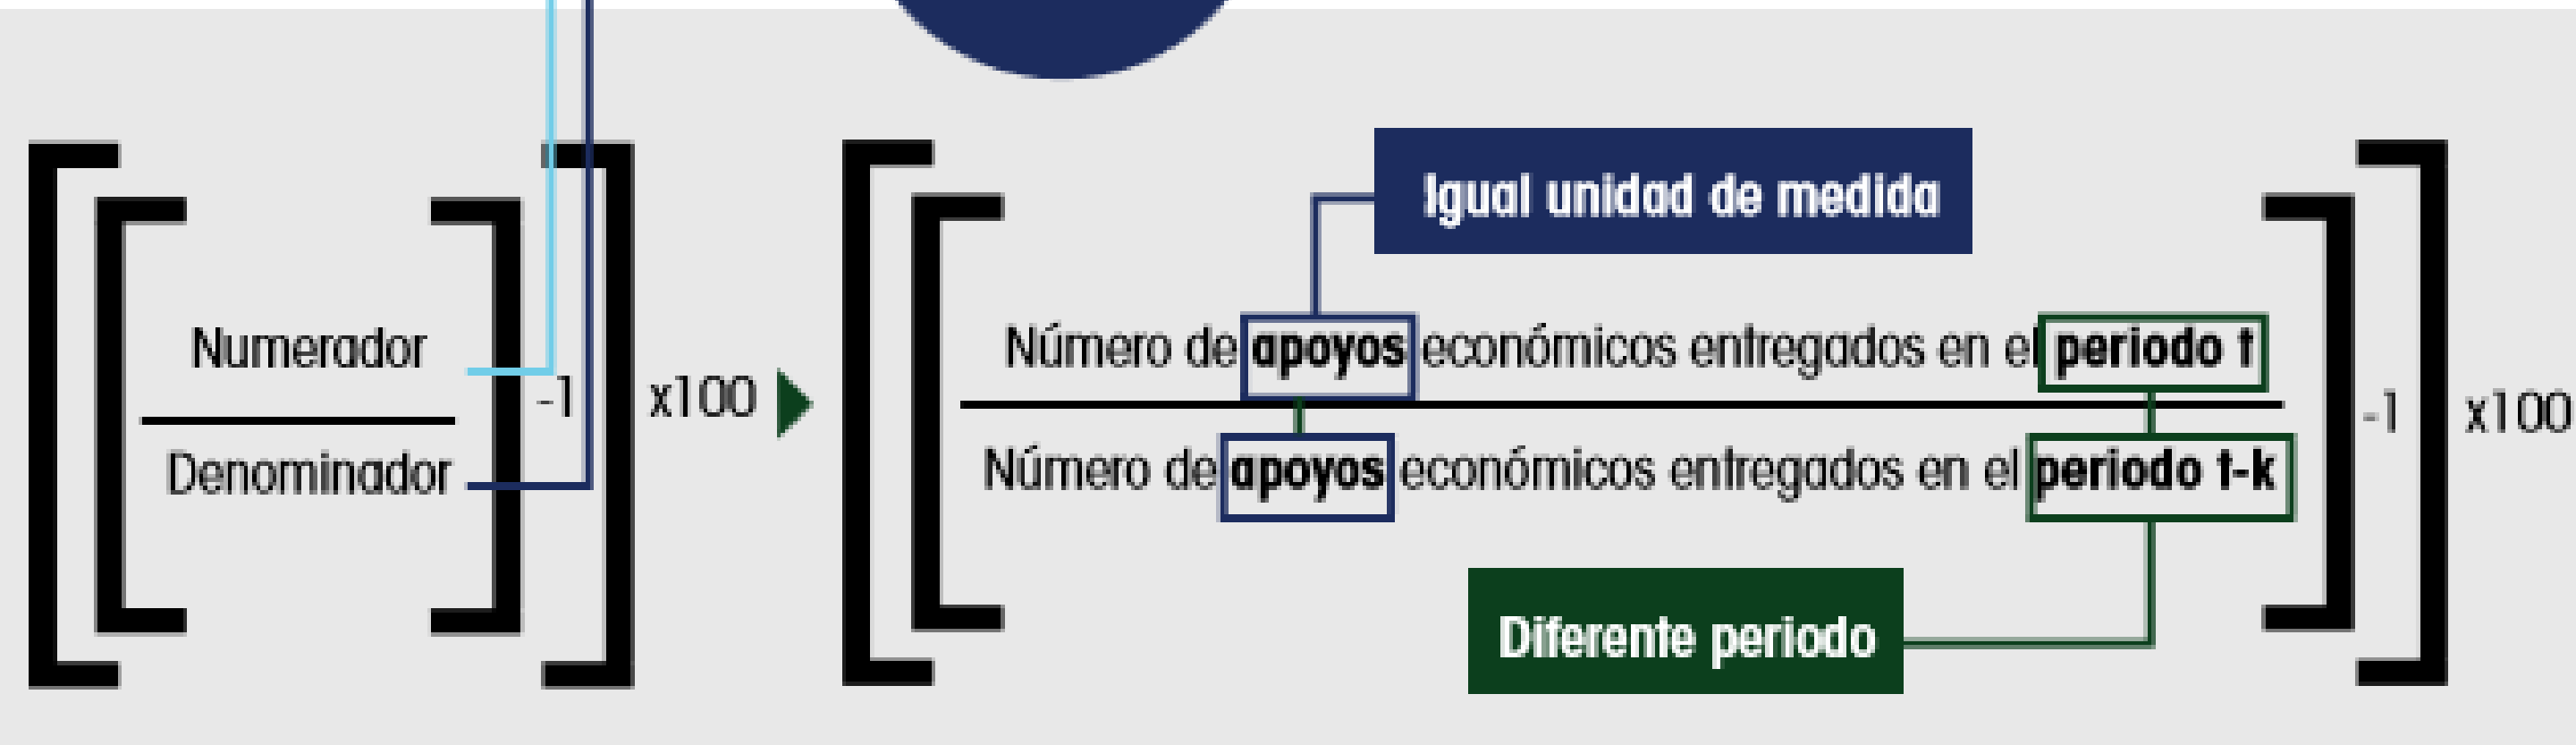 Igual unidad de medida
Numerador
-1
x100
Denominador
Número de apoyos económicos entregados en el periodo t
-1
x100
Número de apoyos económicos entregados en el periodo t-k
Diferente periodo